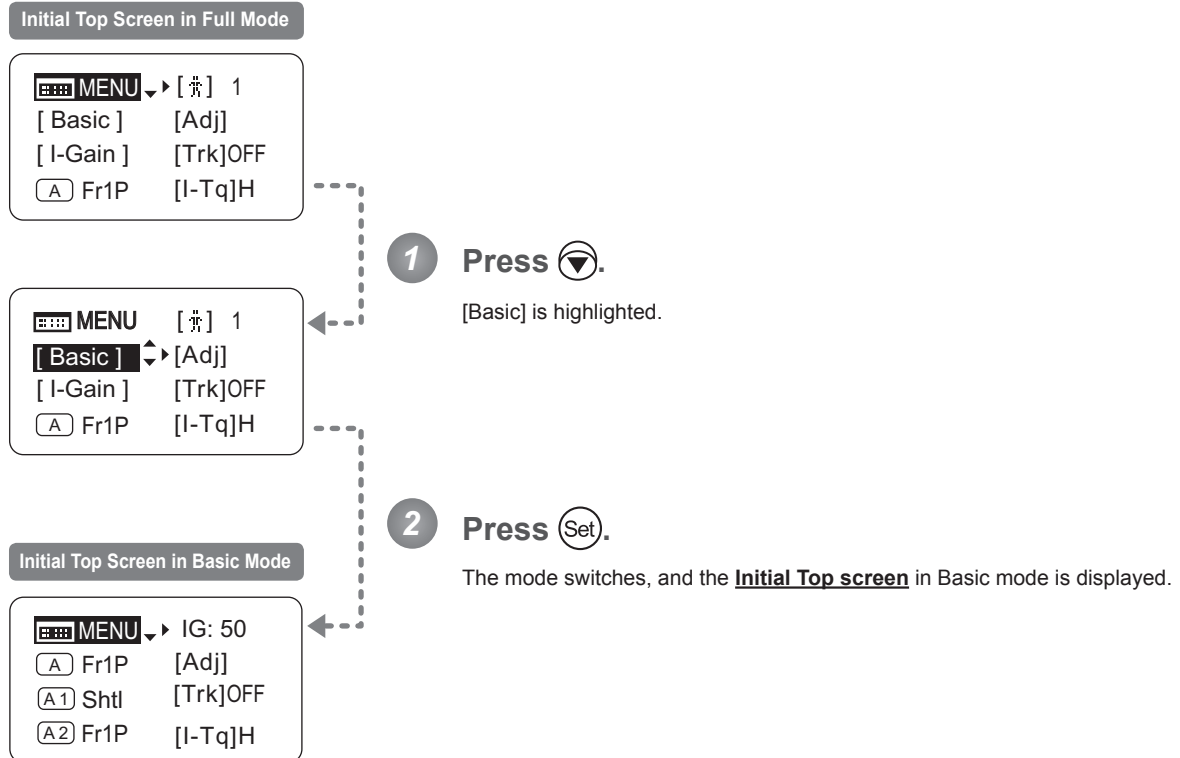 Initial Top Screen in Full Mode
MENU [ ] 1
[ Basic ] [Adj]
[ I-Gain ] [Trk]OFF
A Fr1P [I-Tq]H
1 Press .
[Basic] is highlighted.
MENU [ ] 1
[ Basic ] [Adj]
[ I-Gain ] [Trk]OFF
A Fr1P [I-Tq]H
2 Press Set.
The mode switches, and the Initial Top screen in Basic mode is displayed.
Initial Top Screen in Basic Mode
MENU IG: 50
A Fr1P [Adj]
A1 Shtl [Trk]OFF
A2 Fr1P [I-Tq]H